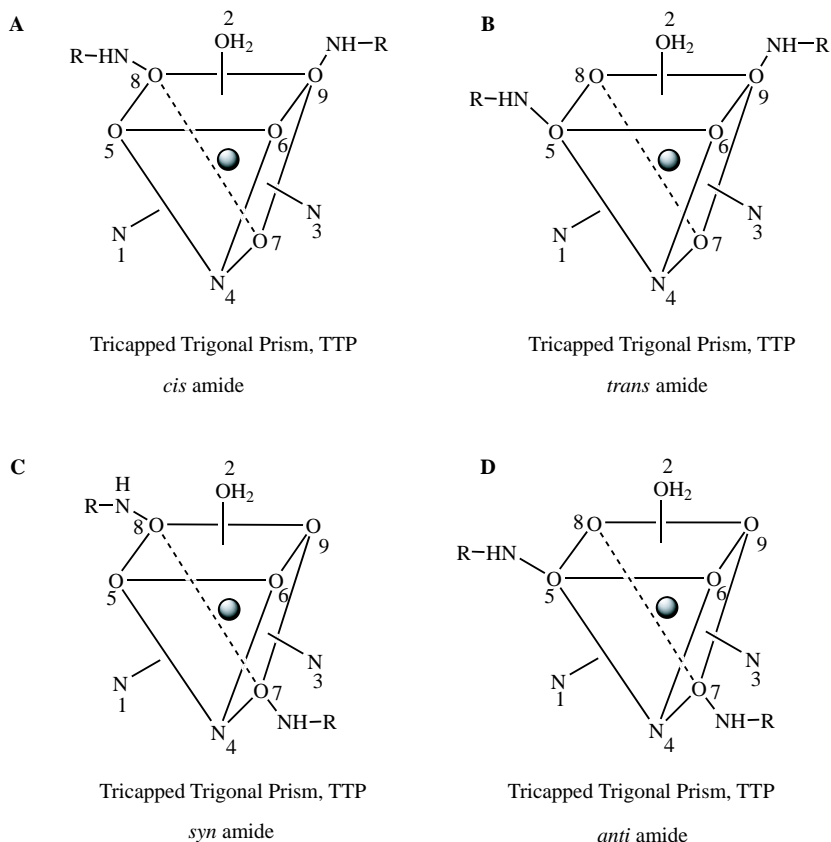 A
2
R–HN
OH2
NH–R
8
O
O
9
O
5
O
6
N
1
N
3
O
7
N
4
Tricapped Trigonal Prism, TTP
cis amide
B
2
OH2
NH–R
8
O
O
9
R–HN
O
5
O
6
N
1
N
3
O
7
N
4
Tricapped Trigonal Prism, TTP
trans amide
C
2
H
R–N
OH2
8
O
O
9
O
5
O
6
N
1
N
3
O
7
NH–R
N
4
Tricapped Trigonal Prism, TTP
syn amide
D
2
OH2
8
O
O
9
R–HN
O
5
O
6
N
1
N
3
O
7
NH–R
N
4
Tricapped Trigonal Prism, TTP
anti amide